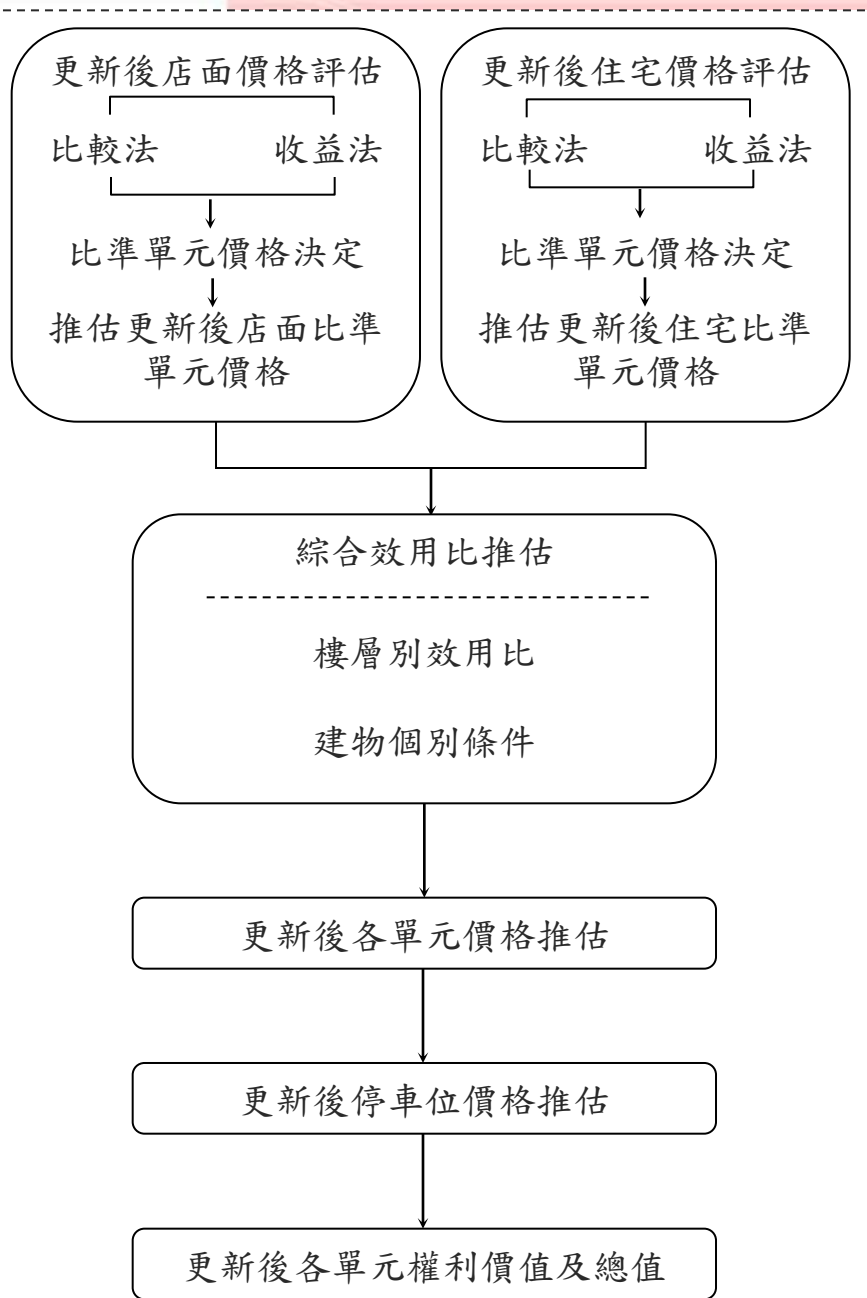 更新後店面價格評估
比較法 收益法
比準單元價格決定
推估更新後店面比準
單元價格
更新後住宅價格評估
比較法 收益法
比準單元價格決定
推估更新後住宅比準
單元價格
綜合效用比推估
樓層別效用比
建物個別條件
更新後各單元價格推估
更新後停車位價格推估
更新後各單元權利價值及總值